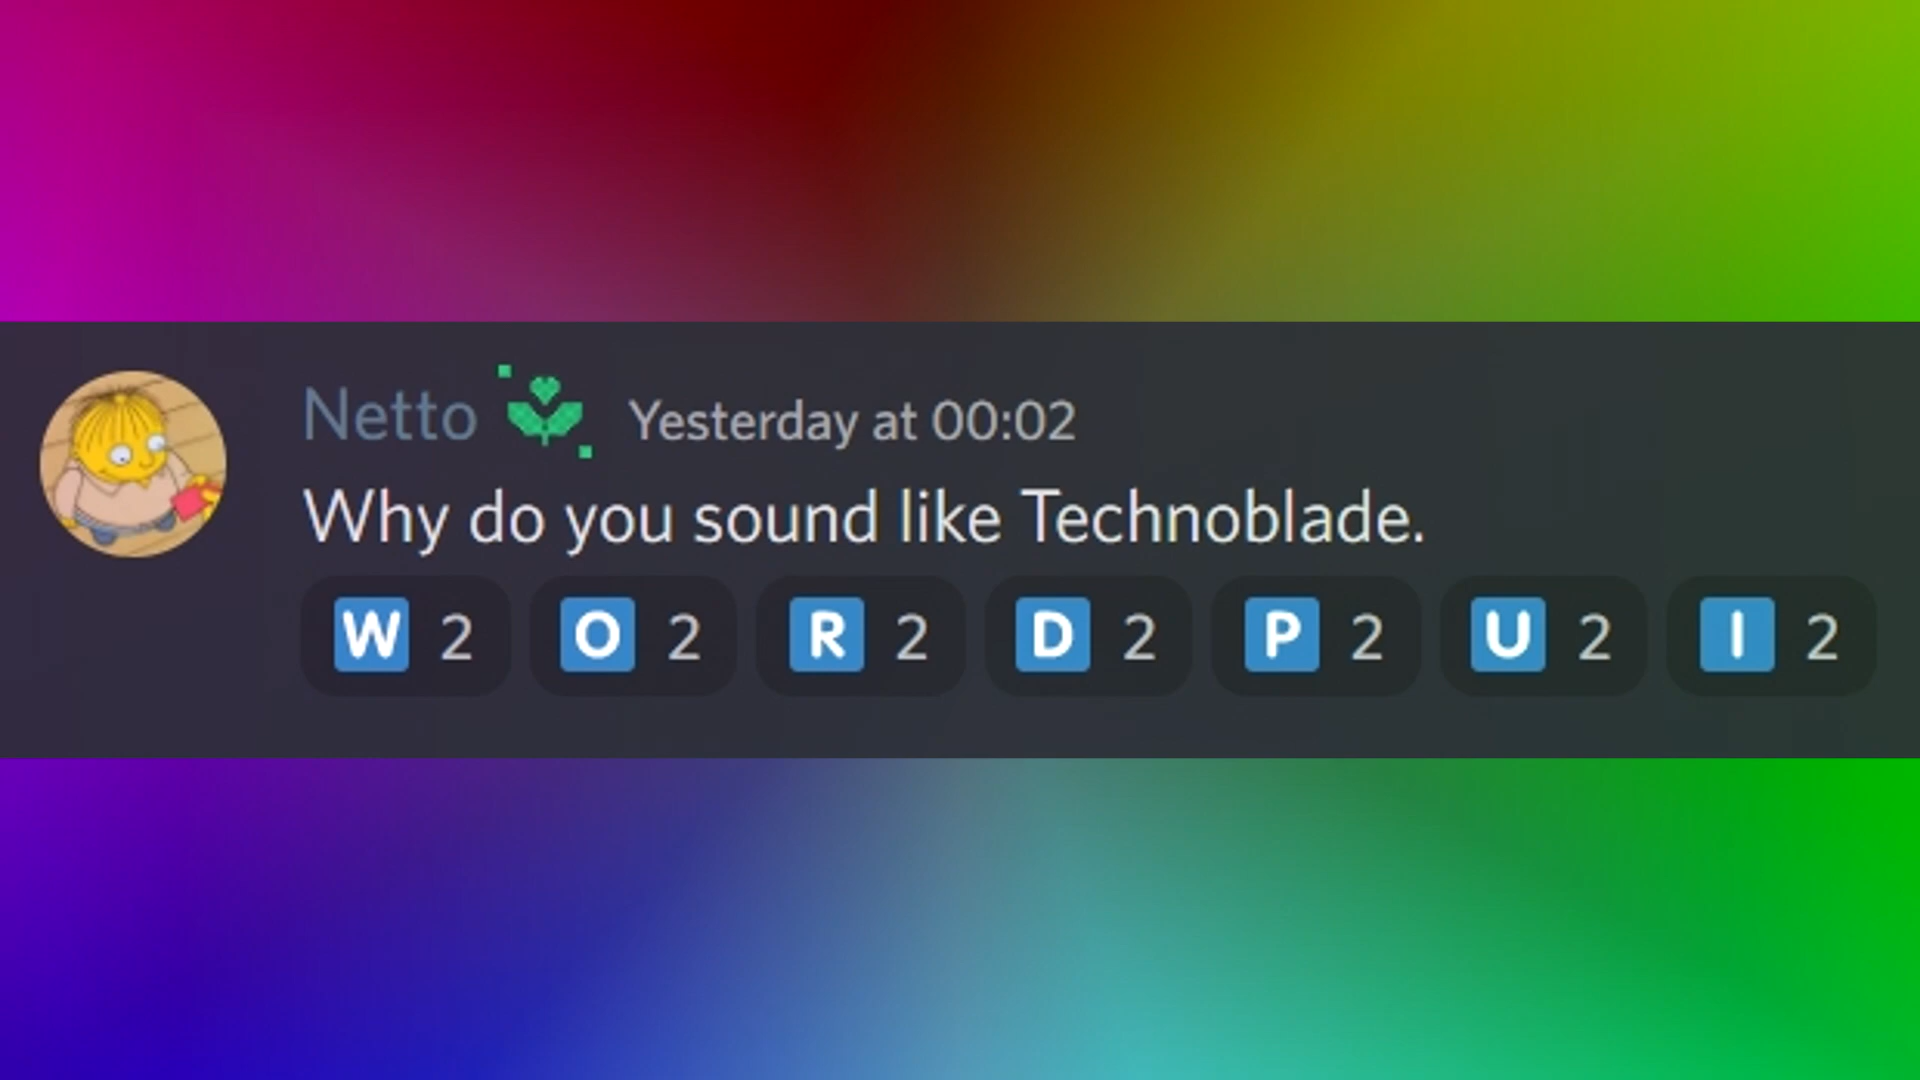 Netto Yesterday at 00:02
Why do you sound like Technoblade.
W 2 O 2 R 2 D 2 P 2 U 2 I 2